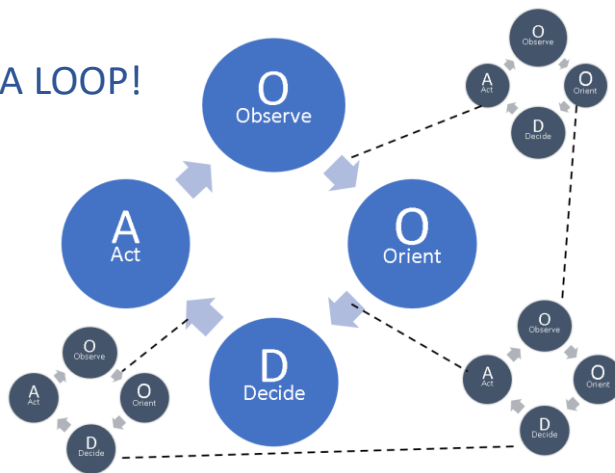 A LOOP!
O
Observe
O
Orient
D
Decide
A
Act
O
Observe
O
Orient
D
Decide
A
Act
O
Observe
O
Orient
D
Decide
A
Act
O
Observe
O
Orient
D
Decide
A
Act